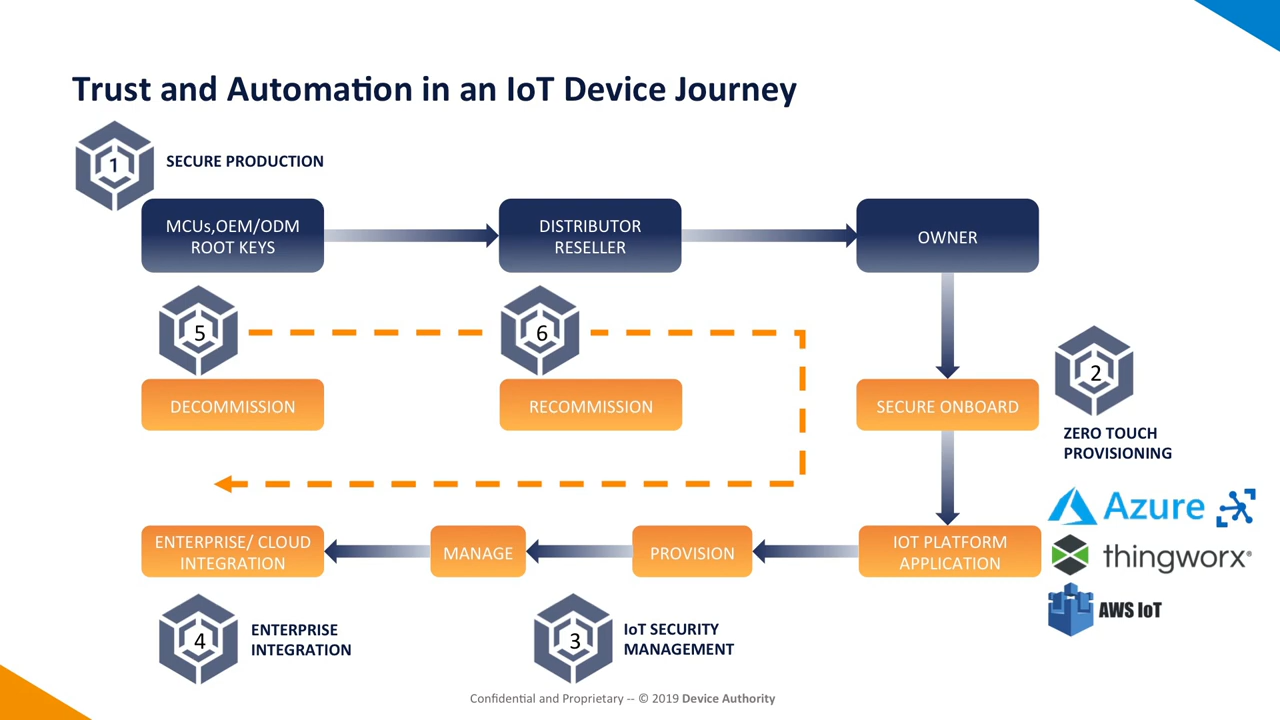 Trust and Automation in an IoT Device Journey
1
SECURE PRODUCTION
MCUs,OEM/ODM
ROOT KEYS
DISTRIBUTOR
RESELLER
OWNER
5
6
2
DECOMMISSION
RECOMMISSION
SECURE ONBOARD
ZERO TOUCH
PROVISIONING
Azure
ENTERPRISE/ CLOUD
INTEGRATION
MANAGE
PROVISION
IOT PLATFORM
APPLICATION
thingworx®
AWS IoT
4
ENTERPRISE
INTEGRATION
3
IoT SECURITY
MANAGEMENT
Confidential and Proprietary -- © 2019 Device Authority